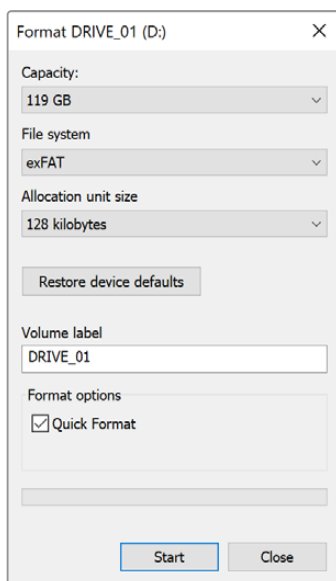 Format DRIVE_01 (D:)
Capacity:
119 GB
File system
exFAT
Allocation unit size
128 kilobytes
Restore device defaults
Volume label
DRIVE_01
Format options
Quick Format
Start Close